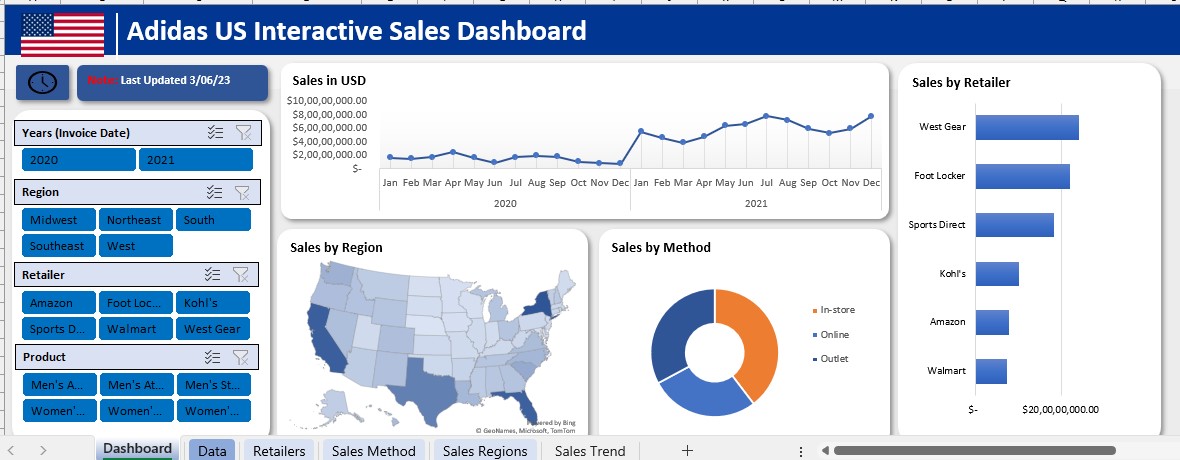 Adidas US Interactive Sales Dashboard
Note: Last Updated 3/06/23
Years (Invoice Date)
2020 2021
Region
Midwest Northeast South
Southeast West
Retailer
Amazon Foot Loc... Kohl's
Sports D... Walmart West Gear
Product
Men's A... Men's At... Men's St...
Women'... Women'... Women'...
Sales in USD
$10,00,00,000.00
$8,00,00,000.00
$6,00,00,000.00
$4,00,00,000.00
$2,00,00,000.00
$-
Jan Feb Mar Apr May Jun Jul Aug Sep Oct Nov Dec Jan Feb Mar Apr May Jun Jul Aug Sep Oct Nov Dec
2020 2021
Sales by Region
Powered by Bing
© GeoNames, Microsoft, TomTom
Sales by Method
In-store
Online
Outlet
Sales by Retailer
West Gear
Foot Locker
Sports Direct
Kohl's
Amazon
Walmart
$- $20,00,00,000.00
Dashboard Data Retailers Sales Method Sales Regions Sales Trend